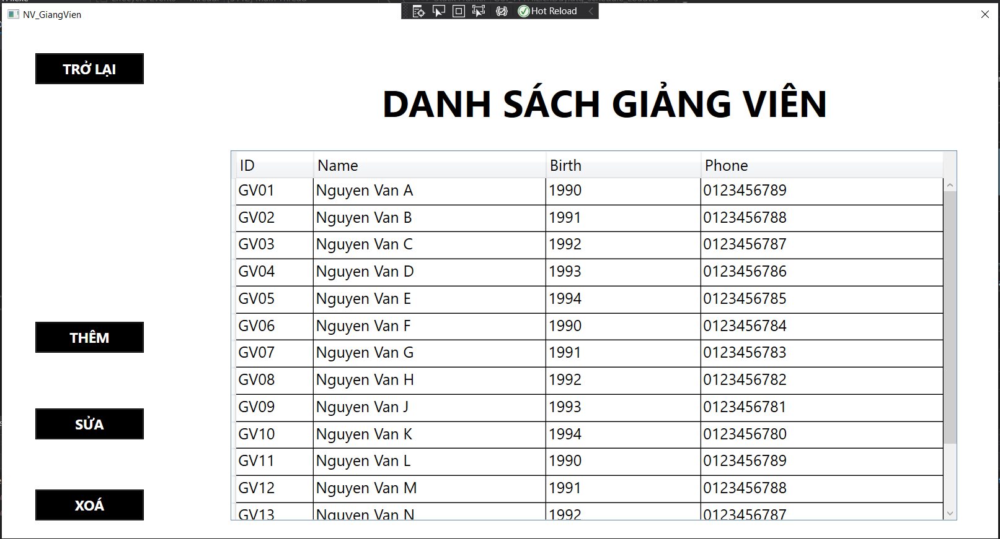 NV_GiangVien
Hot Reload
TRỞ LẠI
DANH SÁCH GIẢNG VIÊN
ID Name Birth Phone
GV01 Nguyen Van A 1990 0123456789
GV02 Nguyen Van B 1991 0123456788
GV03 Nguyen Van C 1992 0123456787
GV04 Nguyen Van D 1993 0123456786
GV05 Nguyen Van E 1994 0123456785
GV06 Nguyen Van F 1990 0123456784
GV07 Nguyen Van G 1991 0123456783
GV08 Nguyen Van H 1992 0123456782
GV09 Nguyen Van J 1993 0123456781
GV10 Nguyen Van K 1994 0123456780
GV11 Nguyen Van L 1990 0123456789
GV12 Nguyen Van M 1991 0123456788
GV13 Nguyen Van N 1992 0123456787
THÊM
SỬA
XOÁ